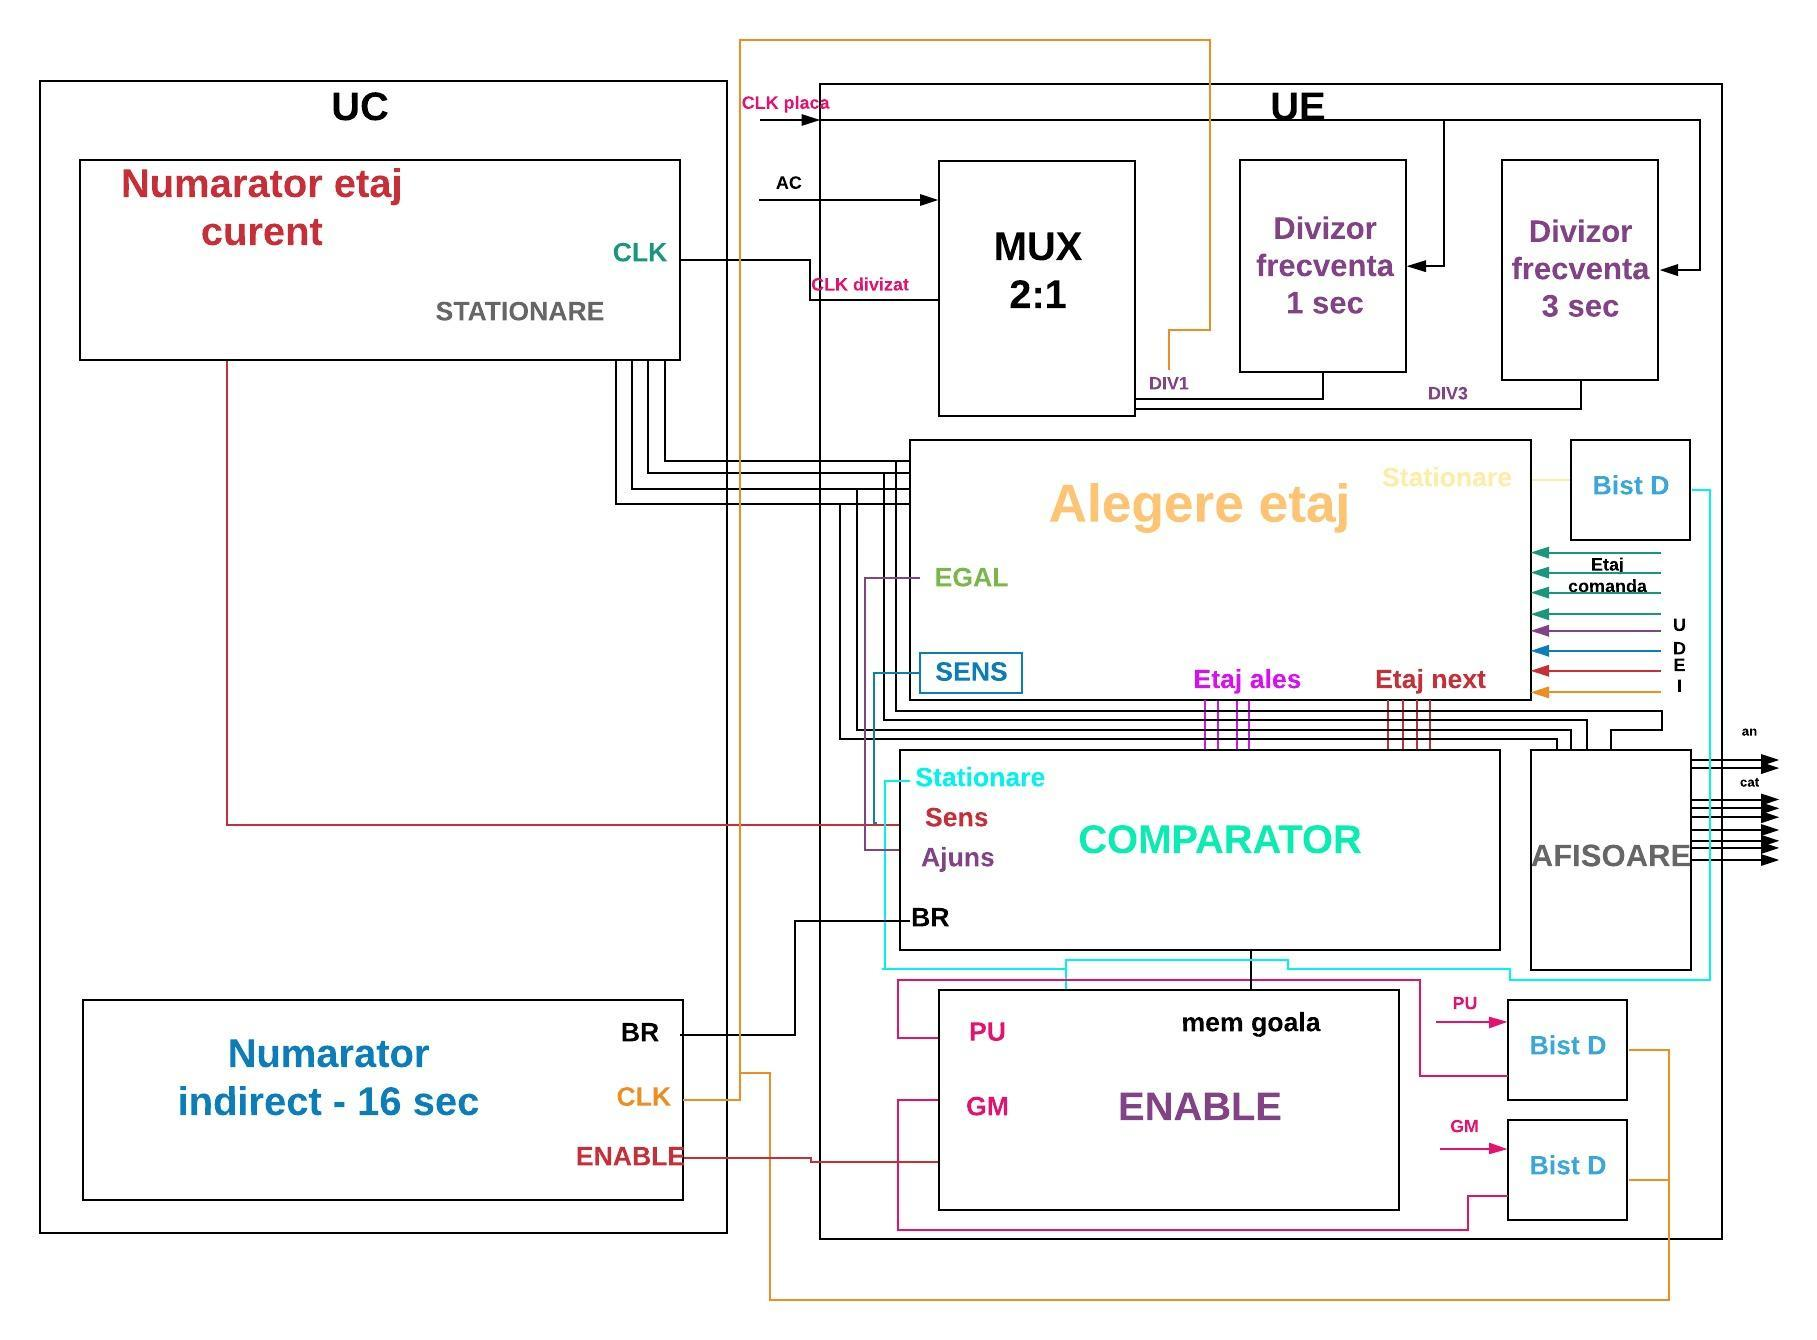 UC
UE
CLK placa
Numarator etaj
curent
CLK
STATIONARE
AC
CLK divizat
MUX
2:1
Divizor
frecventa
1 sec
Divizor
frecventa
3 sec
DIV1
DIV3
Alegere etaj
Stationare
Bist D
EGAL
Etaj
comanda
U
D
E
I
SENS
Etaj ales
Etaj next
an
cat
Stationare
Sens
Ajuns
BR
COMPARATOR
AFISOARE
Numarator
indirect - 16 sec
BR
CLK
ENABLE
PU
GM
mem goala
ENABLE
PU
Bist D
GM
Bist D